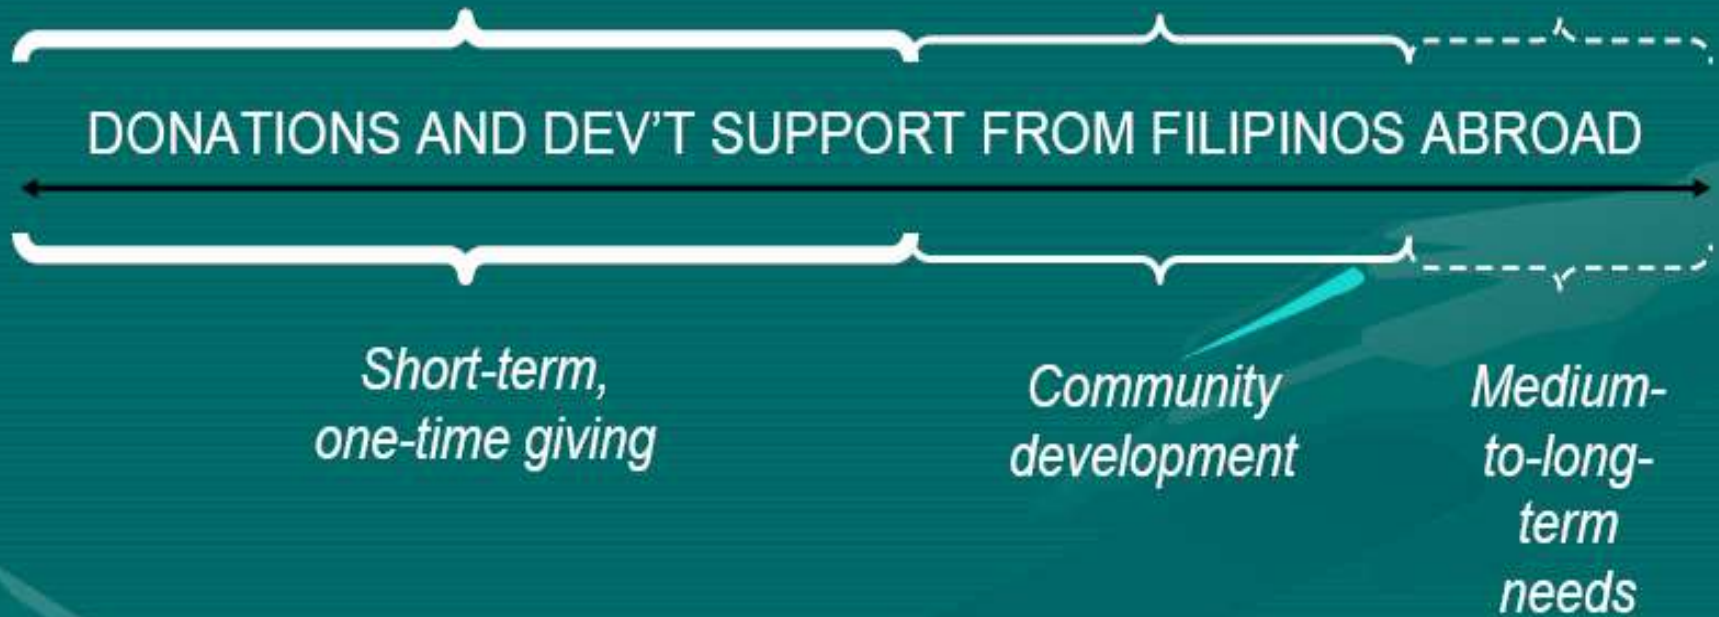 DONATIONS AND DEV'T SUPPORT FROM FILIPINOS ABROAD
Short-term,
one-time giving
Community
development
Medium-
to-long-
term
needs